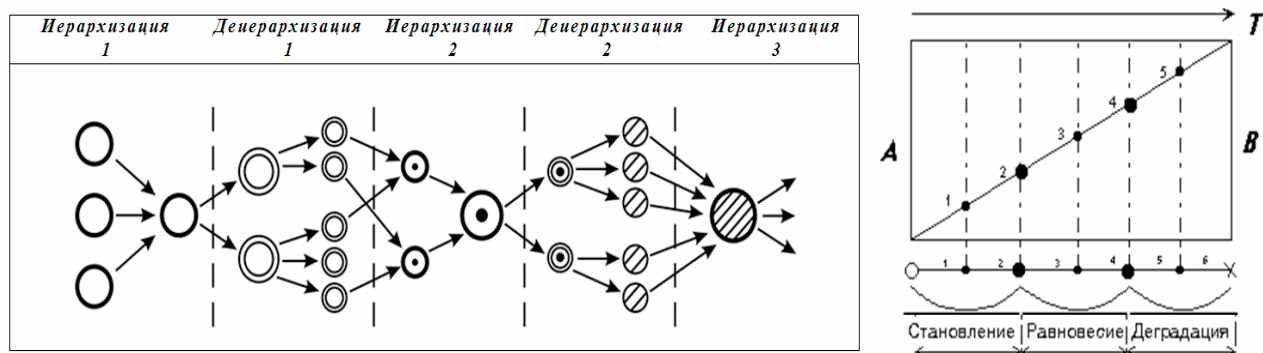 Иерархизация 1
Деиерархизация 1
Иерархизация 2
Деиерархизация 2
Иерархизация 3
T
A
B
5
4
3
2
1
1 2 3 4 5 6
Становление Равновесие Деградация